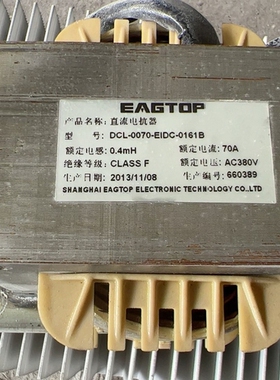 EAGTOP
产品名称: 直流电抗器
型 号: DCL-0070-EIDC-0161B
额定电感: 0.4mH 额定电流: 70A
绝缘等级: CLASS F 额定电压: AC380V
生产日期: 2013/11/08 生产编号: 660389
SHANGHAI EAGTOP ELECTRONIC TECHNOLOGY CO.,LTD